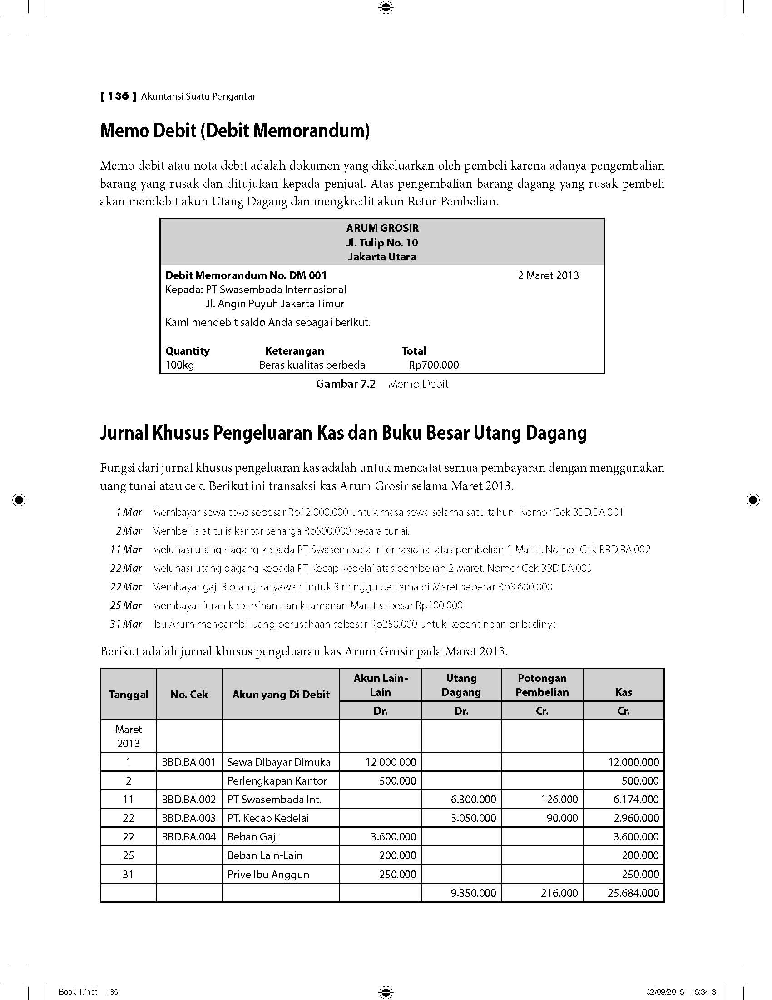 [ 136 ] Akuntansi Suatu Pengantar
Memo Debit (Debit Memorandum)
Memo debit atau nota debit adalah dokumen yang dikeluarkan oleh pembeli karena adanya pengembalian
barang yang rusak dan ditujukan kepada penjual. Atas pengembalian barang dagang yang rusak pembeli
akan mendebit akun Utang Dagang dan mengkredit akun Retur Pembelian.
ARUM GROSIR
Jl. Tulip No. 10
Jakarta Utara
Debit Memorandum No. DM 001 2 Maret 2013
Kepada: PT Swasembada Internasional
Jl. Angin Puyuh Jakarta Timur
Kami mendebit saldo Anda sebagai berikut.
Quantity Keterangan Total
100kg Beras kualitas berbeda Rp700.000
Gambar 7.2 Memo Debit
Jurnal Khusus Pengeluaran Kas dan Buku Besar Utang Dagang
Fungsi dari jurnal khusus pengeluaran kas adalah untuk mencatat semua pembayaran dengan menggunakan
uang tunai atau cek. Berikut ini transaksi kas Arum Grosir selama Maret 2013.
1 Mar Membayar sewa toko sebesar Rp12.000.000 untuk masa sewa selama satu tahun. Nomor Cek BBD.BA.001
2 Mar Membeli alat tulis kantor seharga Rp500.000 secara tunai.
11 Mar Melunasi utang dagang kepada PT Swasembada Internasional atas pembelian 1 Maret. Nomor Cek BBD.BA.002
22 Mar Melunasi utang dagang kepada PT Kecap Kedelai atas pembelian 2 Maret. Nomor Cek BBD.BA.003
22 Mar Membayar gaji 3 orang karyawan untuk 3 minggu pertama di Maret sebesar Rp3.600.000
25 Mar Membayar iuran kebersihan dan keamanan Maret sebesar Rp200.000
31 Mar Ibu Arum mengambil uang perusahaan sebesar Rp250.000 untuk kepentingan pribadinya.
Berikut adalah jurnal khusus pengeluaran kas Arum Grosir pada Maret 2013.
Akun Lain- Utang Potongan
Tanggal No. Cek Akun yang Di Debit Lain Dagang Pembelian Kas
Dr. Dr. Cr. Cr.
Maret
2013
1 BBD.BA.001 Sewa Dibayar Dimuka 12.000.000 12.000.000
2 Perlengkapan Kantor 500.000 500.000
11 BBD.BA.002 PT Swasembada Int. 6.300.000 126.000 6.174.000
22 BBD.BA.003 PT. Kecap Kedelai 3.050.000 90.000 2.960.000
22 BBD.BA.004 Beban Gaji 3.600.000 3.600.000
25 Beban Lain-Lain 200.000 200.000
31 Prive Ibu Anggun 250.000 250.000
9.350.000 216.000 25.684.000
Book 1.indb 136 02/09/2015 15:34:31